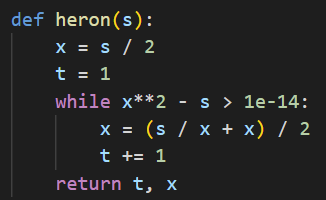 def heron(s):
    x = s / 2
    t = 1
    while x**2 - s > 1e-14:
        x = (s / x + x) / 2
        t += 1
    return t, x